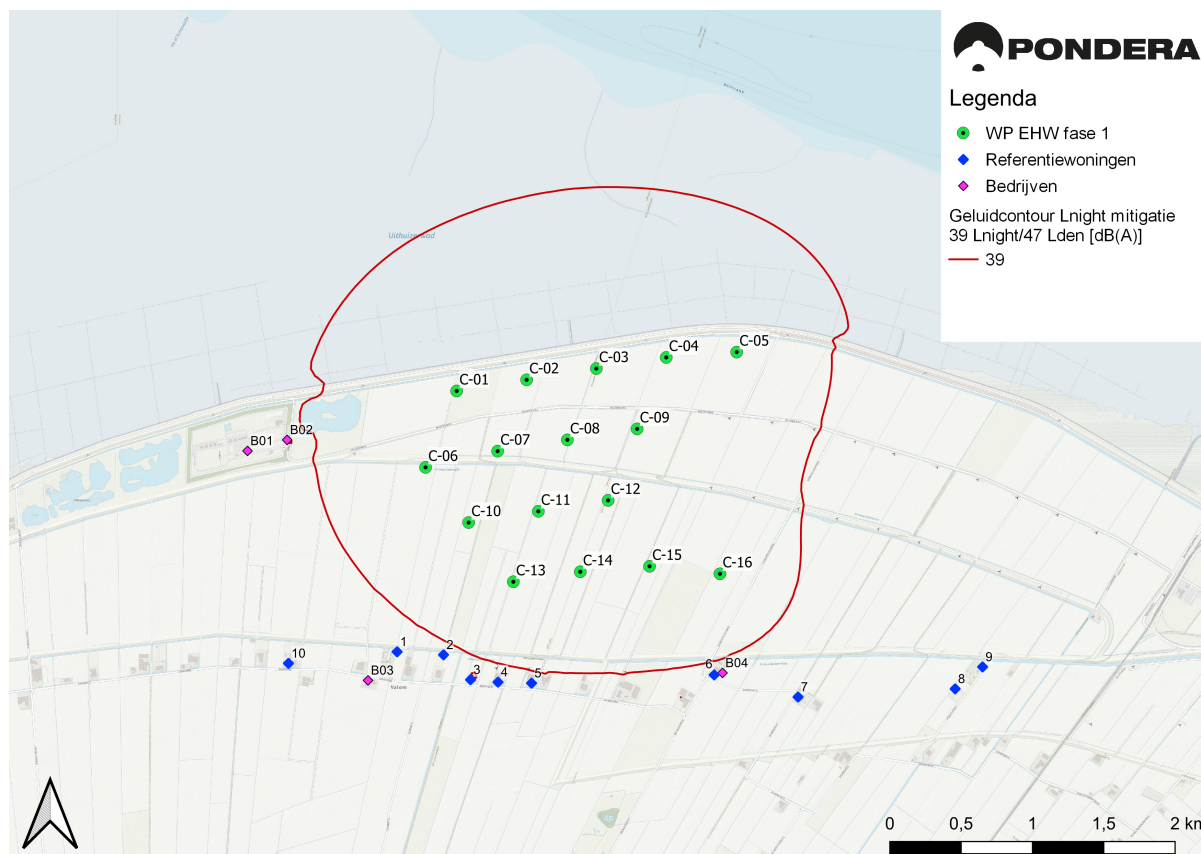 PONDERA
Legenda
WP EHW fase 1
Referentiewoningen
Bedrijven
Geluidcontour Lnight mitigatie
39 Lnight/47 Lden [dB(A)]
39
Uithuizerwad
C-05
C-04
C-03
C-02
C-01
C-09
C-08
B02
B01
C-07
C-06
C-12
C-11
C-10
C-15
C-14
C-16
C-13
1
2
10
9
B03
3
4
5
6
B04
8
7
Valom
0
0,5
1
1,5
2 km